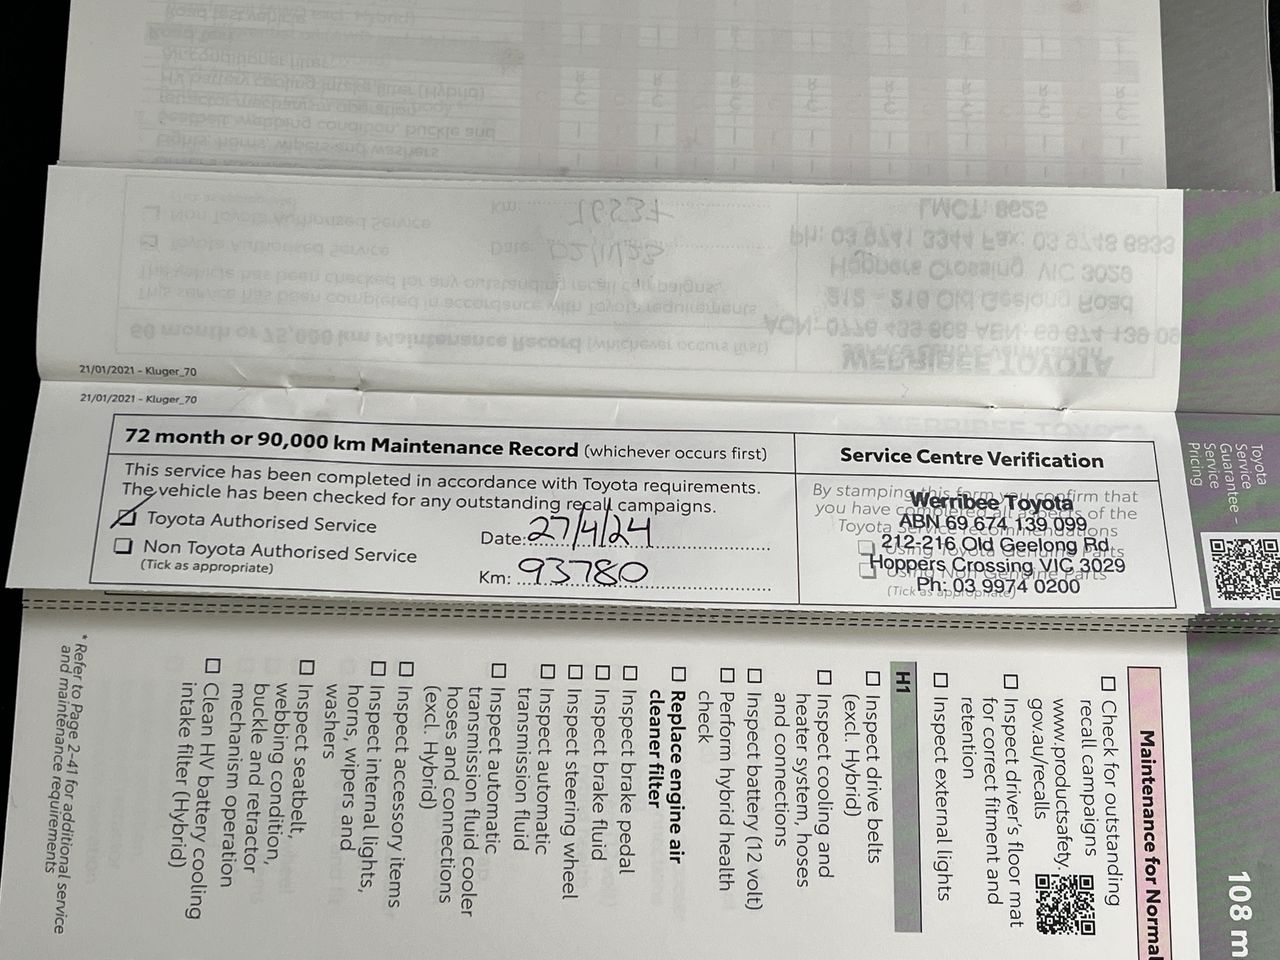 21/01/2021 - Kluger_70
21/01/2021 - Kluger_70
72 month or 90,000 km Maintenance Record (whichever occurs first)
This service has been completed in accordance with Toyota requirements.
The vehicle has been checked for any outstanding recall campaigns.
Toyota Authorised Service
Non Toyota Authorised Service
(Tick as appropriate)
Date: 27/4/24
Km: 93780
Service Centre Verification
By stamping this form you confirm that
you have completed all aspects of the
Toyota service recommendations
Using Toyota Genuine Parts
Using Non Genuine Parts
(Tick as appropriate)
Werribee Toyota
ABN 69 674 139 099
212-216 Old Geelong Rd
Hoppers Crossing VIC 3029
Ph: 03 9974 0200
Toyota
Service
Guarantee -
Service
Pricing
108 m
Maintenance for Normal
Check for outstanding
recall campaigns
www.productsafety.
gov.au/recalls
Inspect driver's floor mat
for correct fitment and
retention
Inspect external lights
H1
Inspect drive belts
(excl. Hybrid)
Inspect cooling and
heater system, hoses
and connections
Inspect battery (12 volt)
Perform hybrid health
check
Replace engine air
cleaner filter
Inspect brake pedal
Inspect brake fluid
Inspect steering wheel
Inspect automatic
transmission fluid
Inspect automatic
transmission fluid cooler
hoses and connections
(excl. Hybrid)
Inspect accessory items
Inspect internal lights,
horns, wipers and
washers
Inspect seatbelt,
webbing condition,
buckle and retractor
mechanism operation
Clean HV battery cooling
intake filter (Hybrid)
* Refer to Page 2-41 for additional service
and maintenance requirements